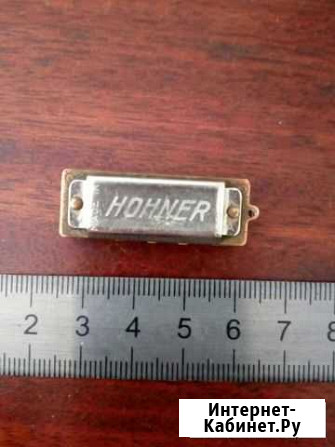 HOHNER
2 3 4 5 6 7 8
Интернет-
Кабинет.Ру